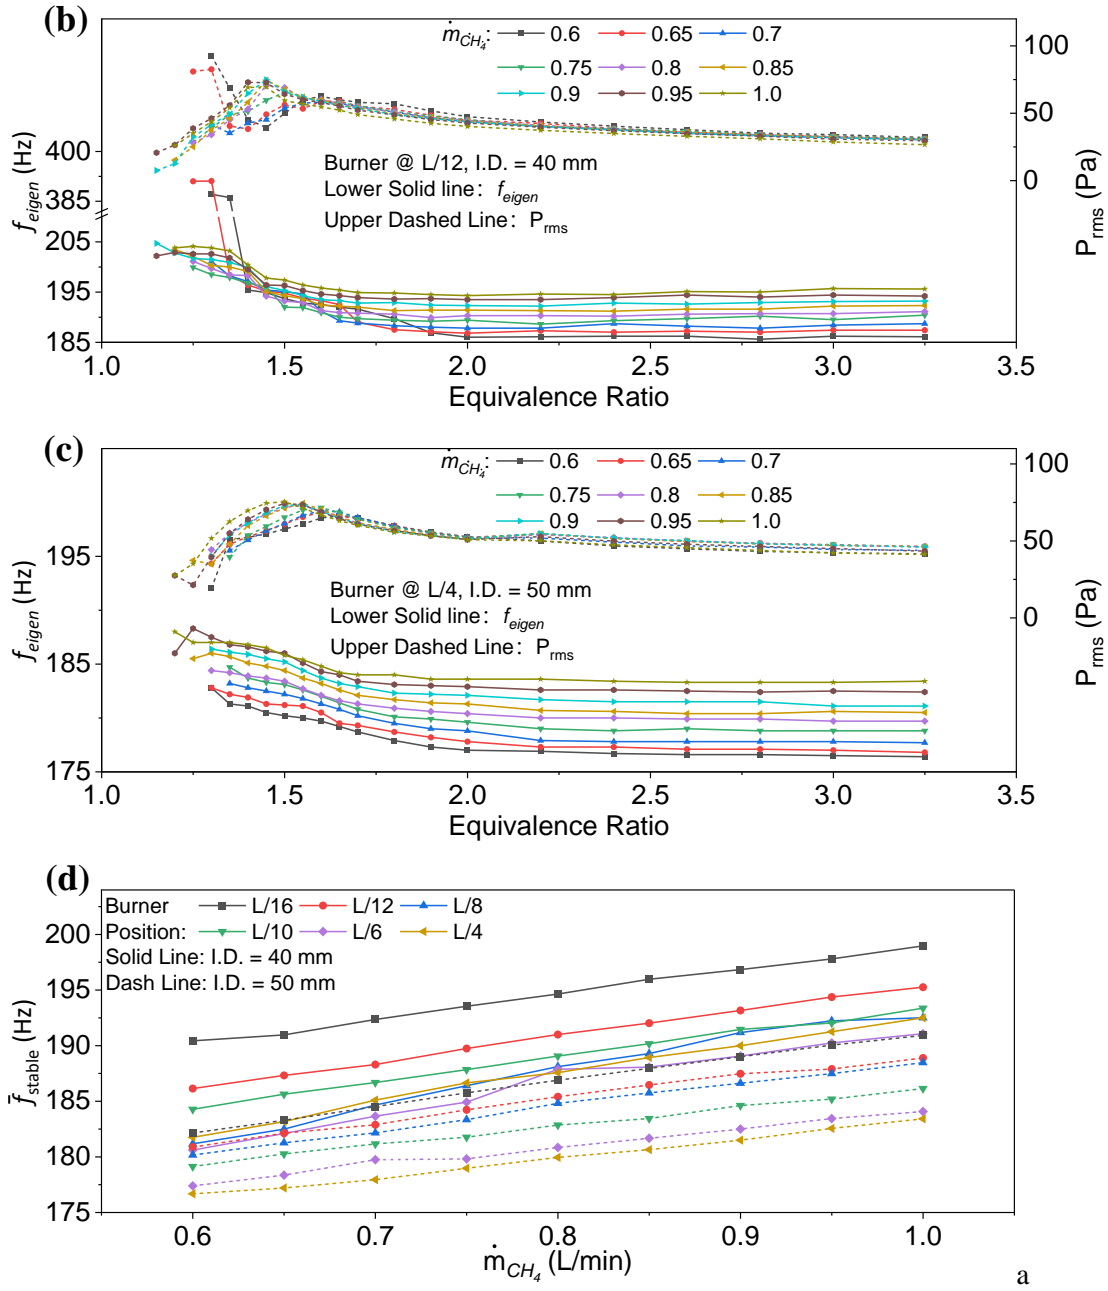 (b)
ṁCH4: 0.6 0.65 0.7
0.75 0.8 0.85
0.9 0.95 1.0
Burner @ L/12, I.D. = 40 mm
Lower Solid line: feigen
Upper Dashed Line: Prms
feigen (Hz)
400
385
205
195
185
100
50
0
Prms (Pa)
1.0 1.5 2.0 2.5 3.0 3.5
Equivalence Ratio
(c)
ṁCH4: 0.6 0.65 0.7
0.75 0.8 0.85
0.9 0.95 1.0
Burner @ L/4, I.D. = 50 mm
Lower Solid line: feigen
Upper Dashed Line: Prms
feigen (Hz)
195
185
175
100
50
0
Prms (Pa)
1.0 1.5 2.0 2.5 3.0 3.5
Equivalence Ratio
(d)
Burner L/16 L/12 L/8
Position: L/10 L/6 L/4
Solid Line: I.D. = 40 mm
Dash Line: I.D. = 50 mm
f̄stable (Hz)
200
195
190
185
180
175
0.6 0.7 0.8 0.9 1.0
ṁCH4 (L/min)
a